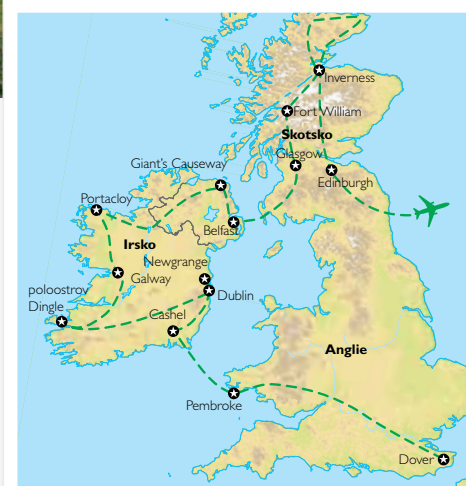 Inverness
Fort William
Skotsko
Glasgow
Giant's Causeway
Edinburgh
Portacloy
Belfast
Irsko
Newgrange
Galway
poloostrov
Dingle
Dublin
Cashel
Anglie
Pembroke
Dover